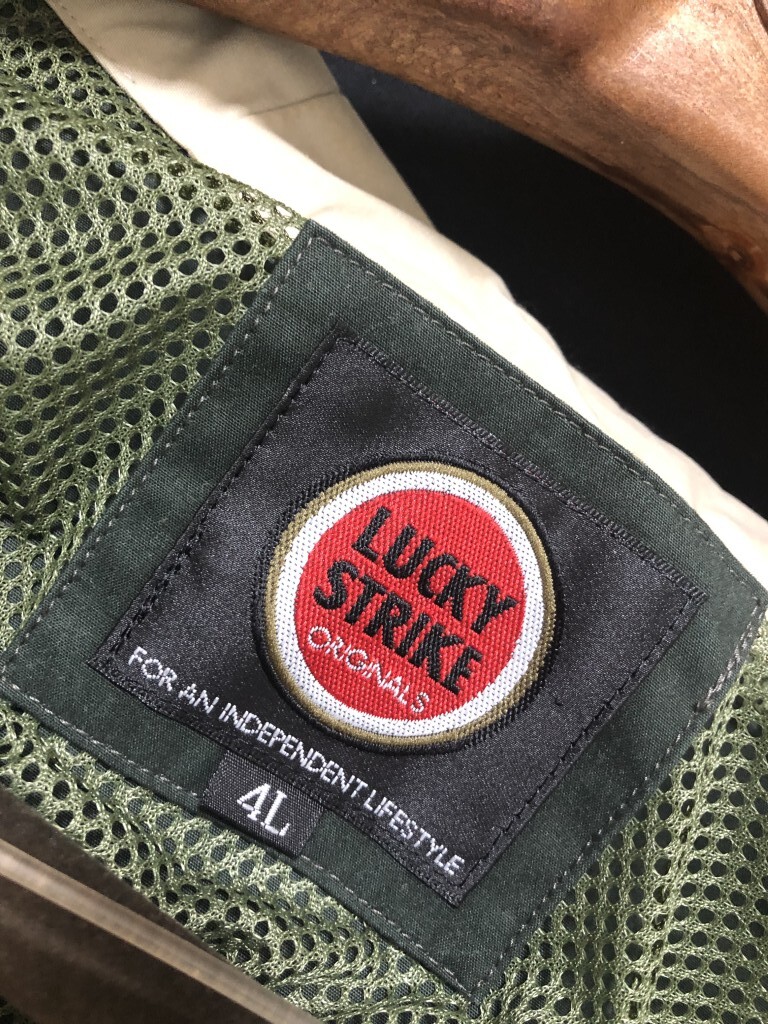 LUCKY
STRIKE
ORIGINALS
FOR AN INDEPENDENT LIFESTYLE
4L